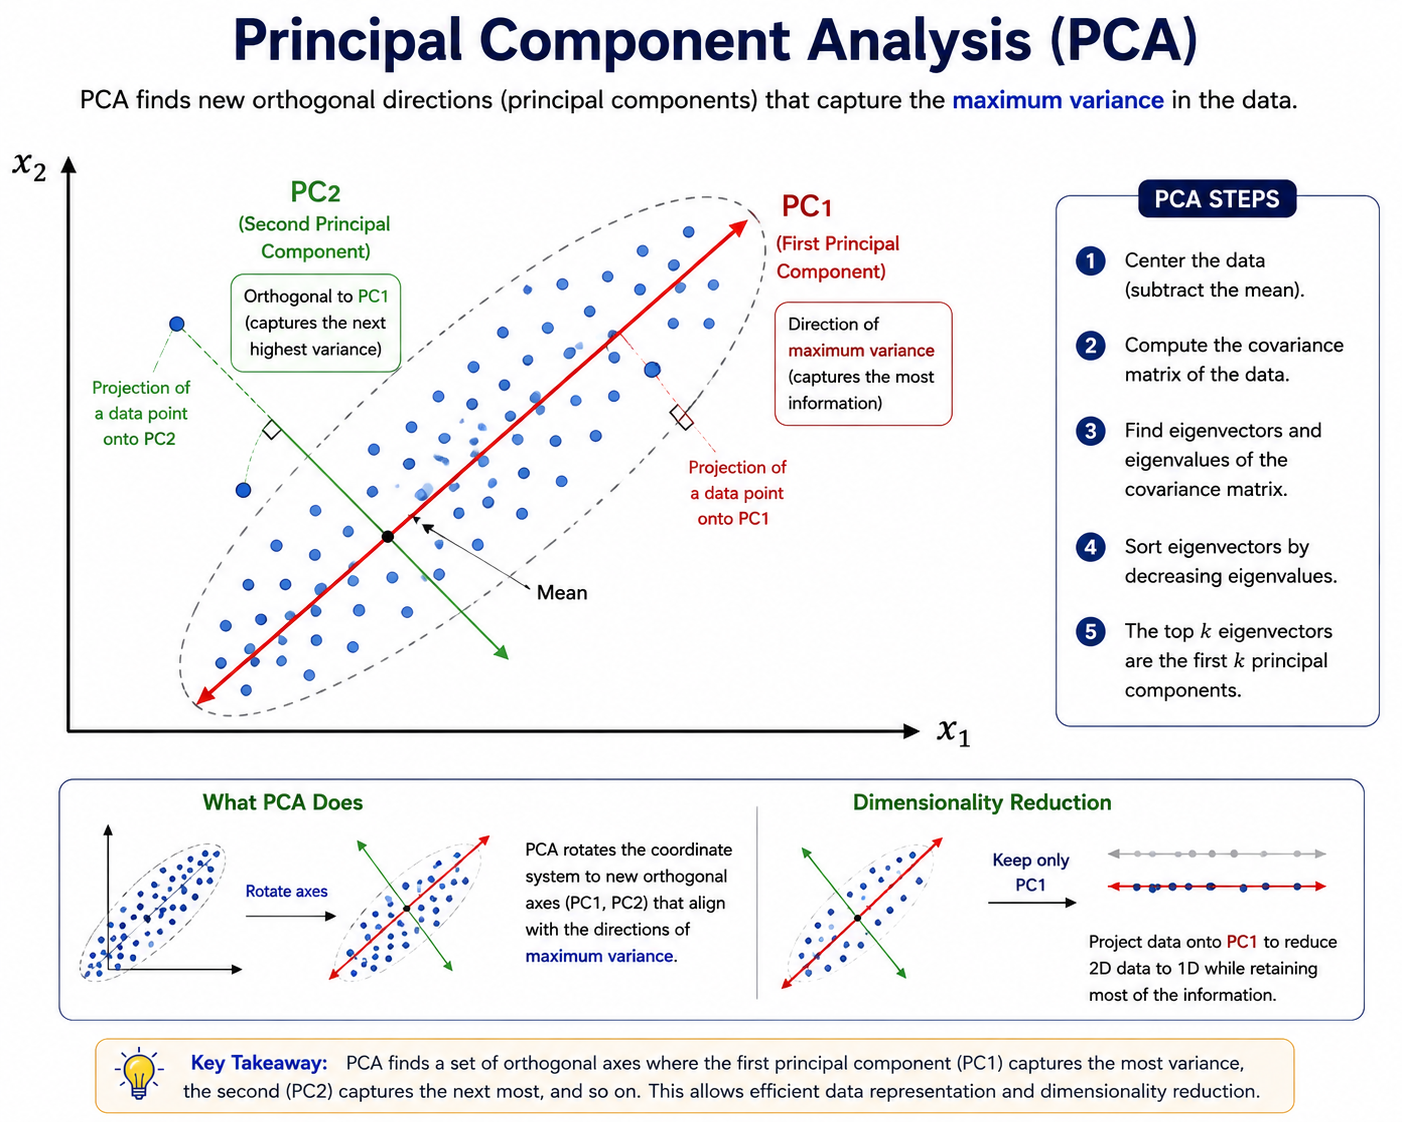 Principal Component Analysis (PCA)
PCA finds new orthogonal directions (principal components) that capture the maximum variance in the data.
x2
PC2
(Second Principal
Component)
Orthogonal to PC1
(captures the next
highest variance)
Projection of
a data point
onto PC2
PC1
(First Principal
Component)
Direction of
maximum variance
(captures the most
information)
Projection of
a data point
onto PC1
Mean
x1
PCA STEPS
1 Center the data
(subtract the mean).
2 Compute the covariance
matrix of the data.
3 Find eigenvectors and
eigenvalues of the
covariance matrix.
4 Sort eigenvectors by
decreasing eigenvalues.
5 The top k eigenvectors
are the first k principal
components.
What PCA Does
Rotate axes
PCA rotates the coordinate
system to new orthogonal
axes (PC1, PC2) that align
with the directions of
maximum variance.
Dimensionality Reduction
Keep only
PC1
Project data onto PC1 to reduce
2D data to 1D while retaining
most of the information.
Key Takeaway: PCA finds a set of orthogonal axes where the first principal component (PC1) captures the most variance,
the second (PC2) captures the next most, and so on. This allows efficient data representation and dimensionality reduction.